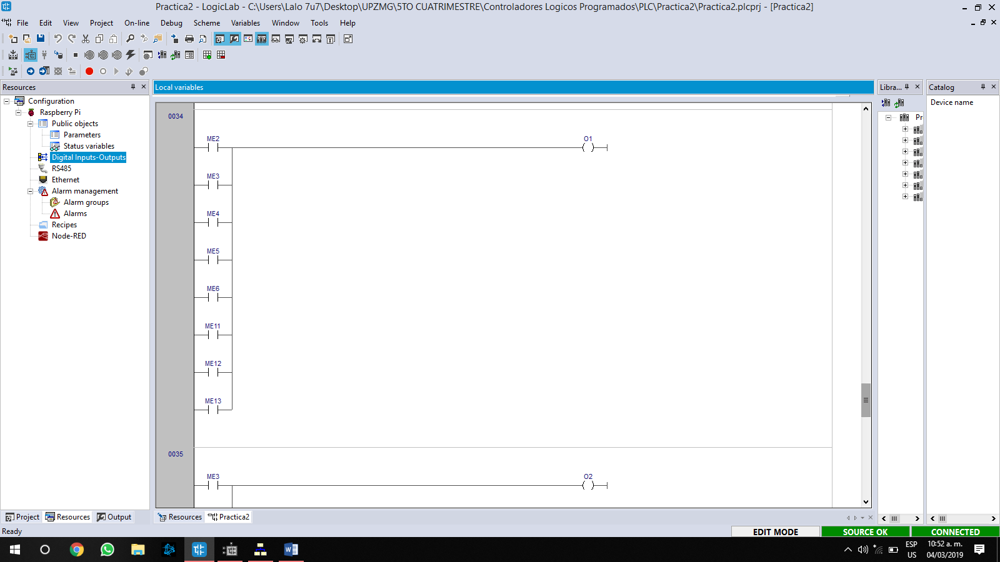 Practica2 - LogicLab - C:\Users\Lalo 7u7\Desktop\UPZMG\5TO CUATRIMESTRE\Controladores Logicos Programados\PLC\Practica2\Practica2.plcprj - [Practica2]
File Edit View Project On-line Debug Scheme Variables Window Tools Help
Resources
Local variables
Libra...
Catalog
Configuration
Raspberry Pi
Public objects
Parameters
Status variables
Digital Inputs-Outputs
RS485
Ethernet
Alarm management
Alarm groups
Alarms
Recipes
Node-RED
0034
ME2
O1
ME3
ME4
ME5
ME6
ME11
ME12
ME13
0035
ME3
O2
Pr
Device name
Project Resources Output
Resources Practica2
Ready
EDIT MODE
SOURCE OK
CONNECTED
ESP
US
10:52 a. m.
04/03/2019